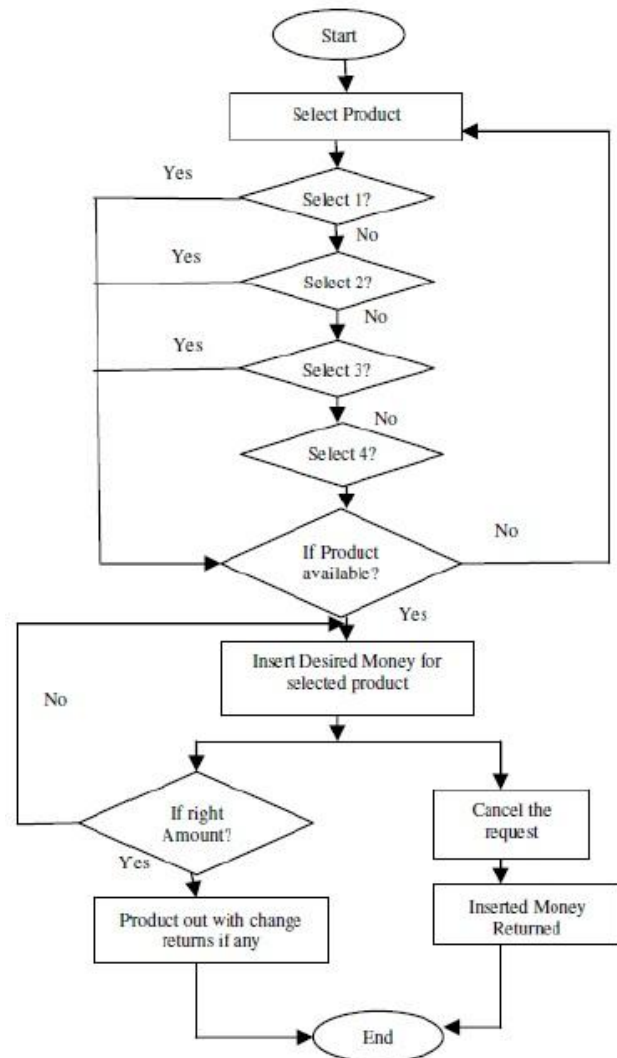 Start
Select Product
Yes
Select 1?
No
Yes
Select 2?
No
Yes
Select 3?
No
Select 4?
No
If Product
available?
Yes
Insert Desired Money for
selected product
No
If right
Amount?
Cancel the
request
Yes
Product out with change
returns if any
Inserted Money
Returned
End